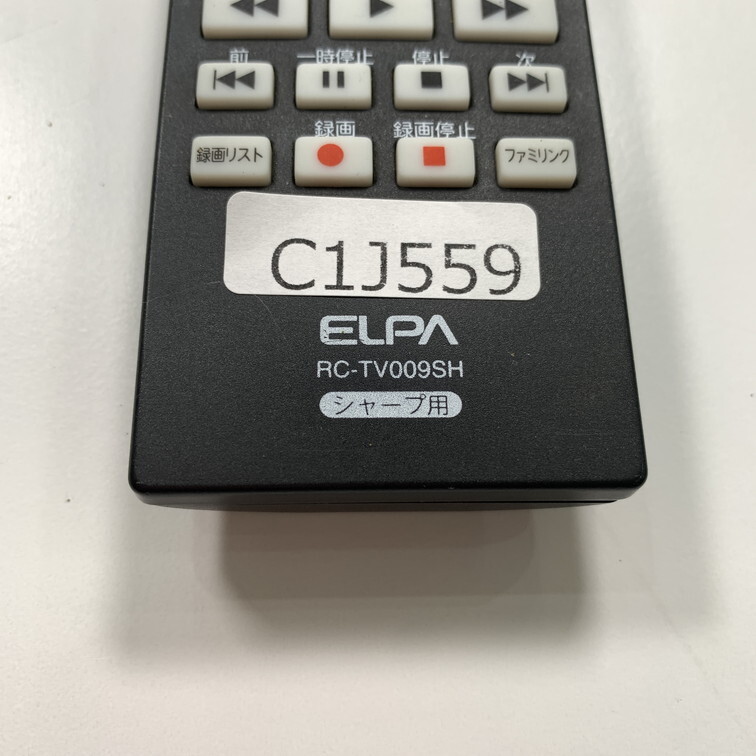 前 一時停止 停止 次
録画 録画停止
録画リスト ファミリンク
C1J559
ELPA
RC-TV009SH
シャープ用